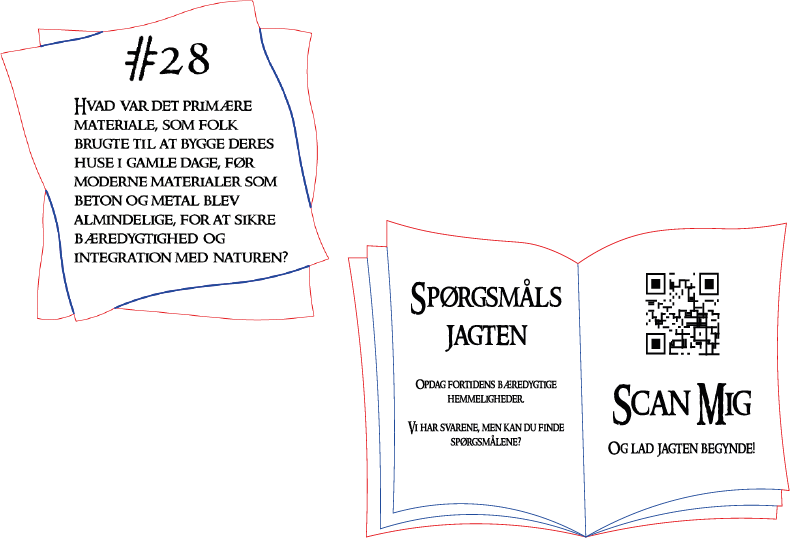 #28
Hvad var det primære
materiale, som folk
brugte til at bygge deres
huse i gamle dage, før
moderne materialer som
beton og metal blev
almindelige, for at sikre
bæredygtighed og
integration med naturen?
Spørgsmåls
jagten
Opdag fortidens bæredygtige
hemmeligheder.
Vi har svarene, men kan du finde
spørgsmålene?
Scan Mig
Og lad jagten begynde!